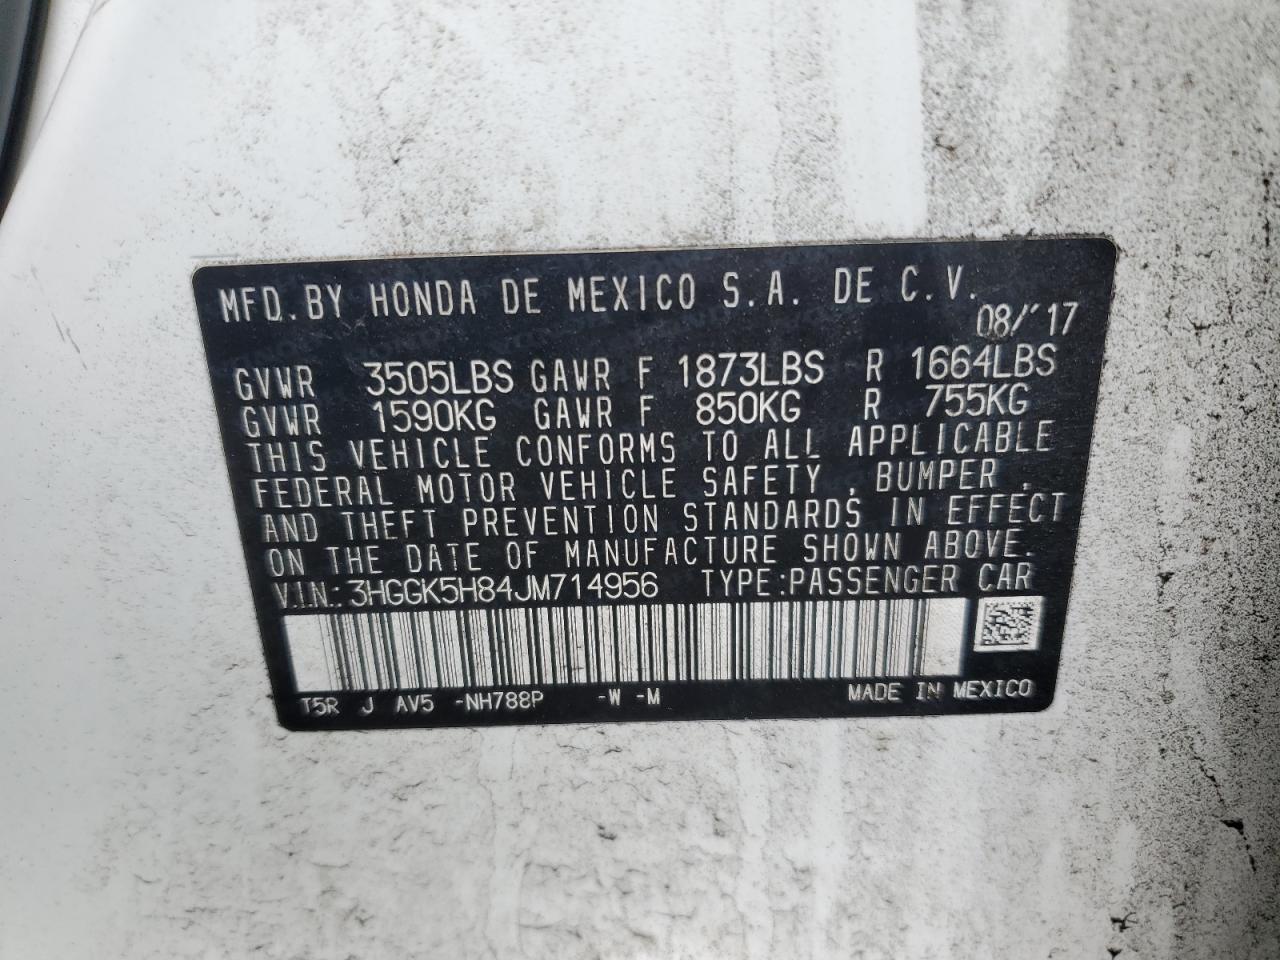 MFD.BY HONDA DE MEXICO S.A. DE C.V.
08/'17
GVWR 3505LBS GAWR F 1873LBS R 1664LBS
GVWR 1590KG GAWR F 850KG R 755KG
THIS VEHICLE CONFORMS TO ALL APPLICABLE
FEDERAL MOTOR VEHICLE SAFETY , BUMPER ,
AND THEFT PREVENTION STANDARDS IN EFFECT
ON THE DATE OF MANUFACTURE SHOWN ABOVE.
V.I.N.: 3HGGK5H84JM714956 TYPE:PASSENGER CAR
T5R J AV5 -NH788P -W -M MADE IN MEXICO